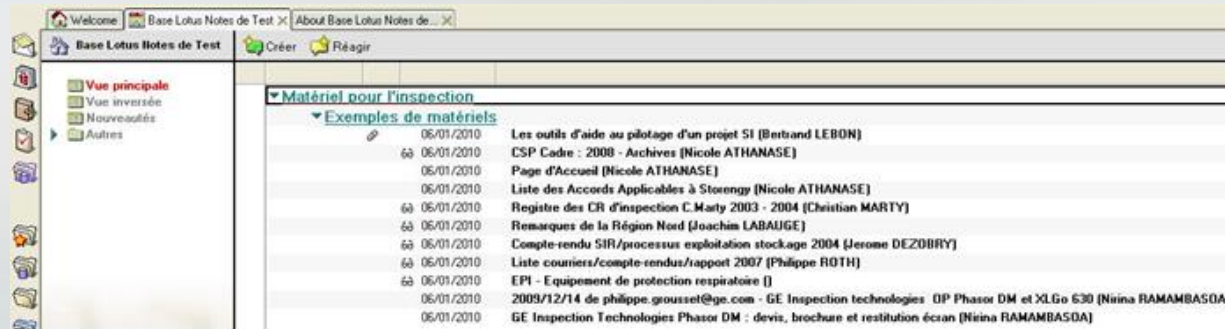 Welcome Base Lotus Notes de Test About Base Lotus Notes de...
Base Lotus Notes de Test Créer Réagir
Vue principale
Vue inversée
Nouveautés
Autres
Matériel pour l'inspection
Exemples de matériels
06/01/2010 Les outils d'aide au pilotage d'un projet SI (Bertrand LEBON)
06/01/2010 CSP Cadre : 2008 - Archives (Nicole ATHANASE)
06/01/2010 Page d'Accueil (Nicole ATHANASE)
06/01/2010 Liste des Accords Applicables à Storengy (Nicole ATHANASE)
06/01/2010 Registre des CR d'inspection C.Marty 2003 - 2004 (Christian MARTY)
06/01/2010 Remarques de la Région Nord (Joachim LABAUGE)
06/01/2010 Compte-rendu SIR/processus exploitation stockage 2004 (Jerome DEZOBRY)
06/01/2010 Liste courriers/compte-rendus/rapport 2007 (Philippe ROTH)
06/01/2010 EPI - Equipement de protection respiratoire ()
06/01/2010 2009/12/14 de philippe.grousset@ge.com - GE Inspection technologies OP Phasor DM et XLGo 630 (Nirina RAMAMBASOA
06/01/2010 GE Inspection Technologies Phasor DM : devis, brochure et restitution écran (Nirina RAMAMBASOA)